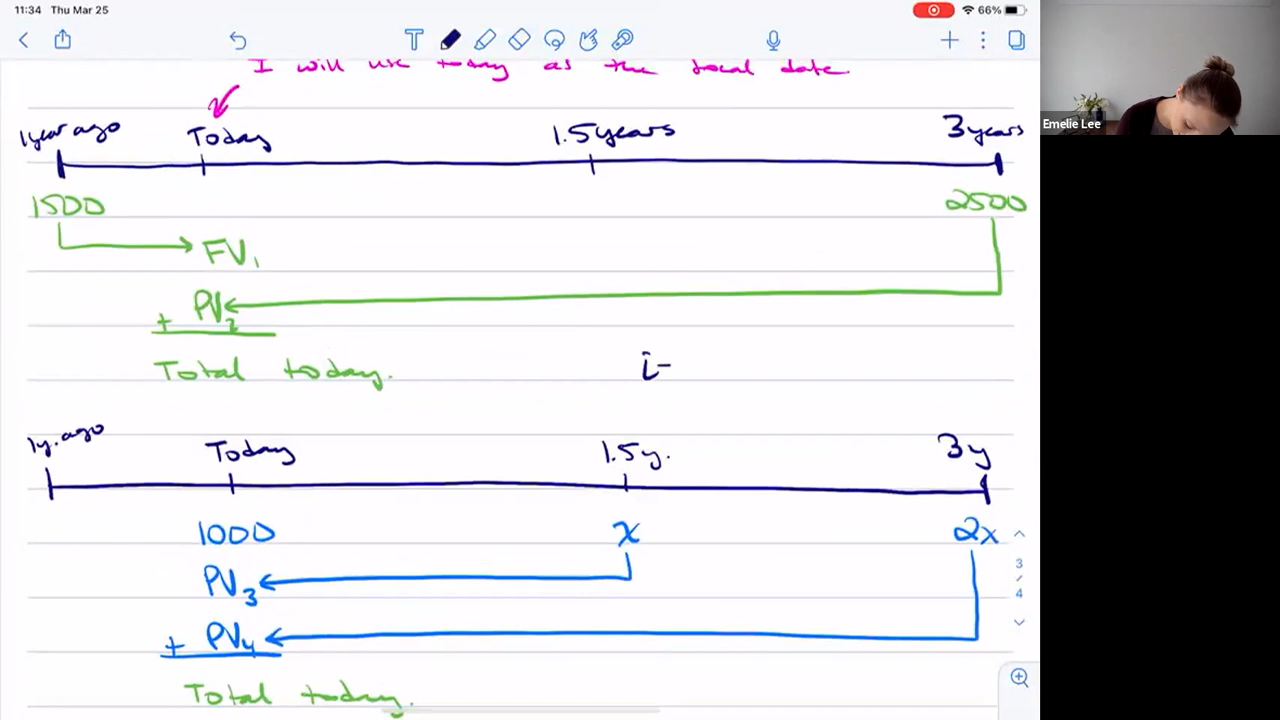 11:34 Thu Mar 25
66%
Emelie Lee
I will use today as the focal date.
1 year ago Today 1.5 years 3 years
1500 2500
FV1
+ PV2
Total today.
i=
1y. ago Today 1.5y. 3y
1000 x 2x
PV3
+ PV4
Total today.
3
/
4